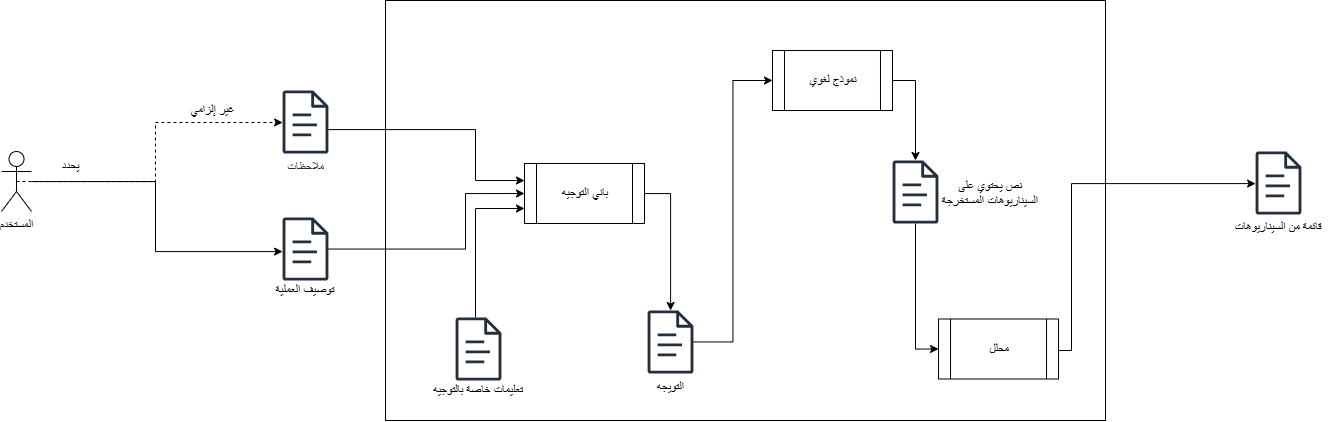 غير إلزامي
ملاحظات
يحدد
المستخدم
توصيف العملية
باني التوجيه
تعليمات خاصة بالتوجيه
التويجه
نموذج لغوي
نص يحتوي على
السيناريوهات المستخرجة
محلل
قائمة من السيناريوهات